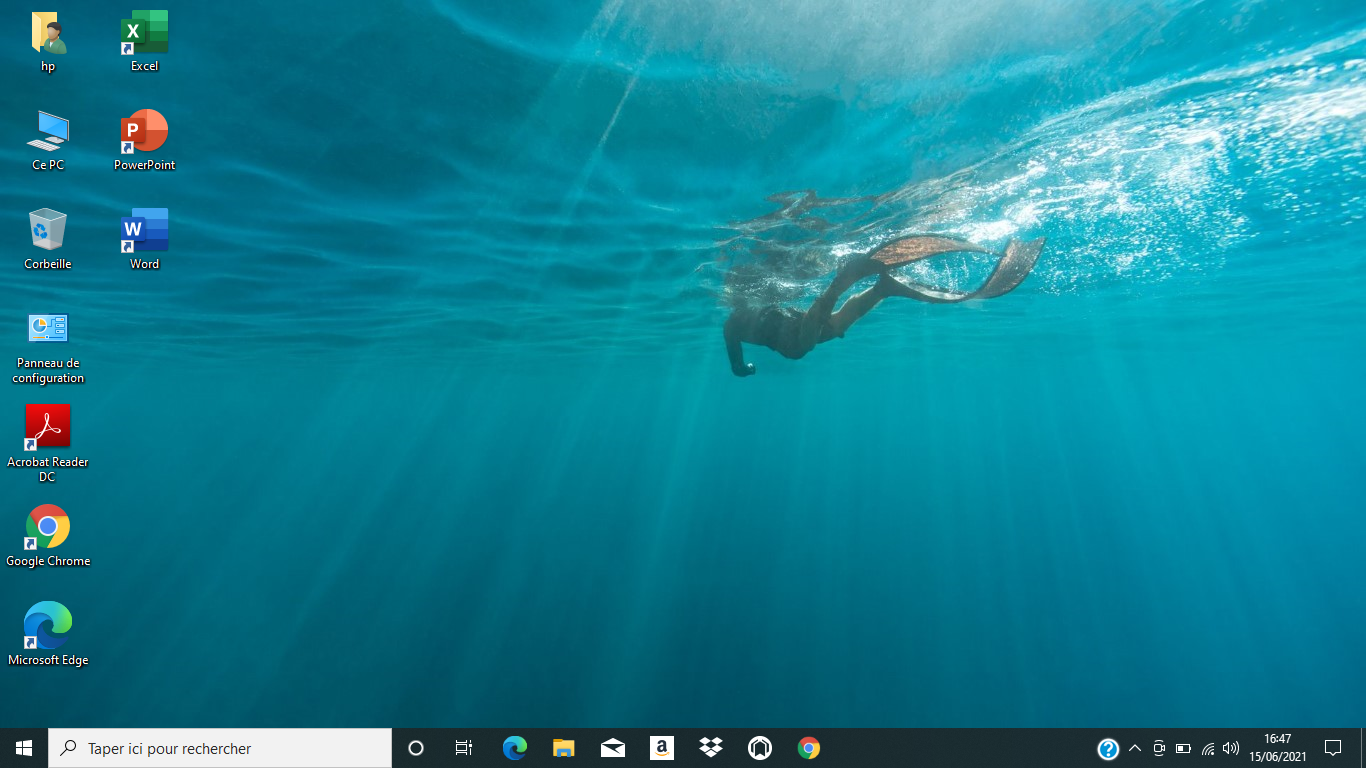 hp
Excel
Ce PC
PowerPoint
Corbeille
Word
Panneau de
configuration
Acrobat Reader
DC
Google Chrome
Microsoft Edge
Taper ici pour rechercher
16:47
15/06/2021